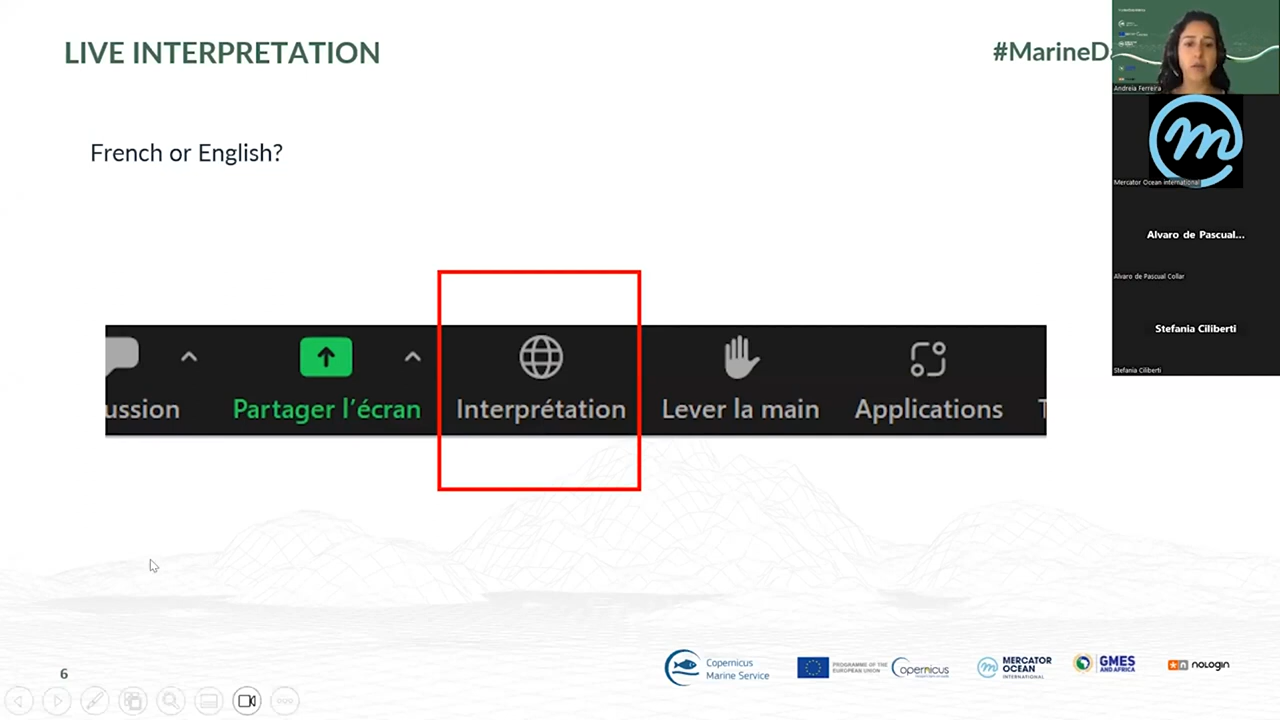 LIVE INTERPRETATION
#MarineDa
French or English?
ussion
Partager l'écran
Interprétation
Lever la main
Applications
Andreia Ferreira
Mercator Ocean international
Alvaro de Pascual...
Alvaro de Pascual Collar
Stefania Ciliberti
Stefania Ciliberti
6
Copernicus
Marine Service
PROGRAMME OF THE
EUROPEAN UNION
opernicus
MERCATOR
OCEAN
INTERNATIONAL
GMES
AND AFRICA
n nologin